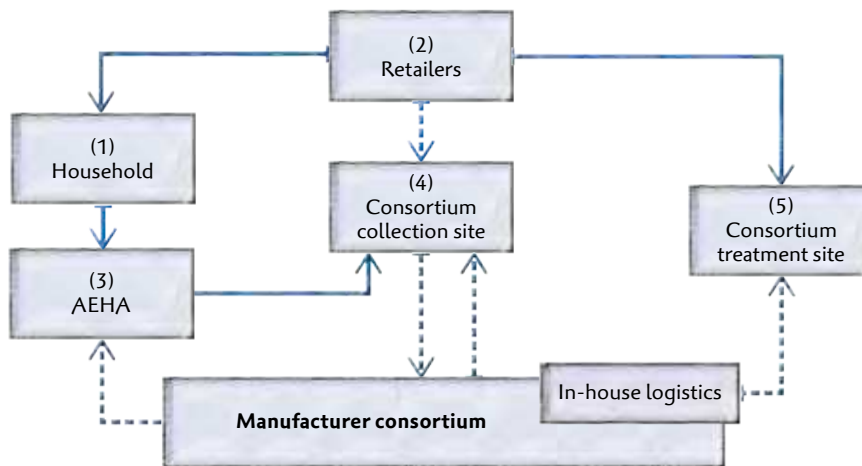 (2)
Retailers
(1)
Household
(4)
Consortium
collection site
(5)
Consortium
treatment site
(3)
AEHA
In-house logistics
Manufacturer consortium